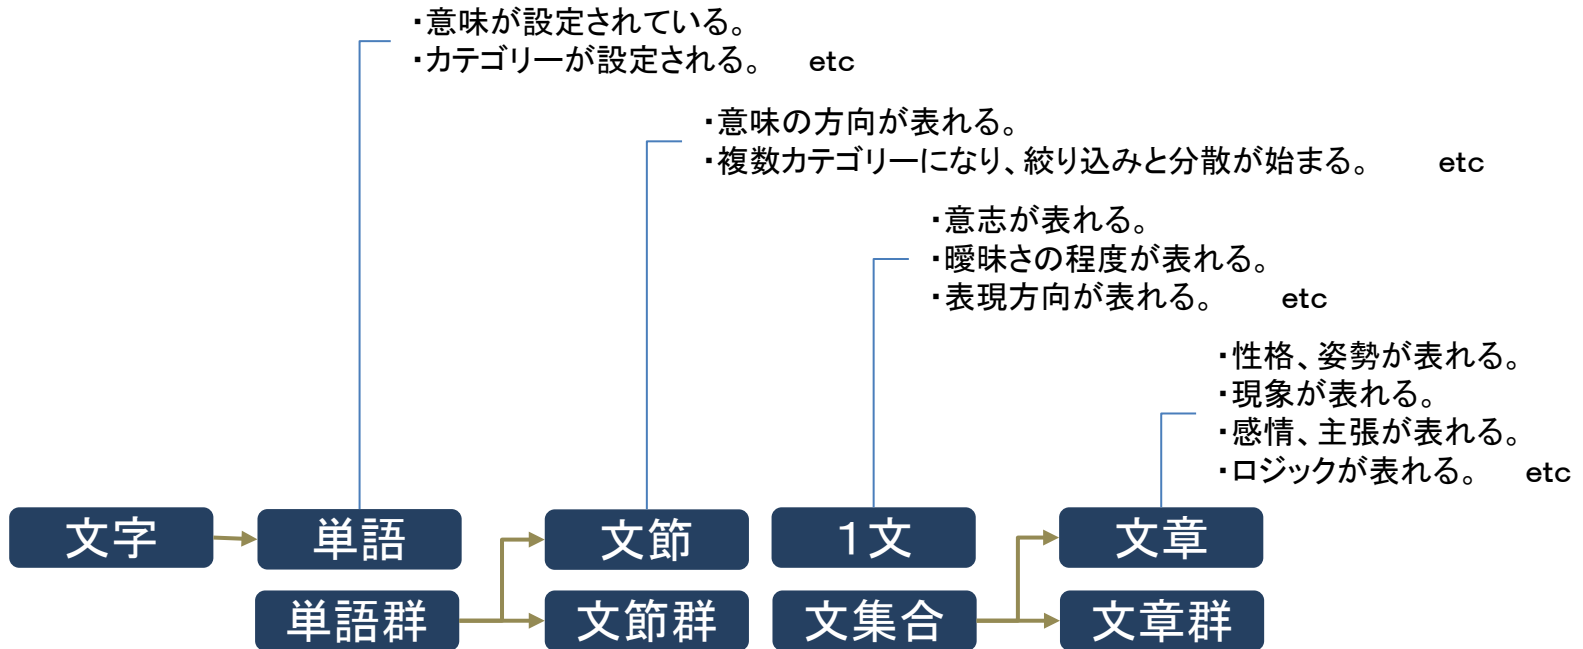 ・意味が設定されている。
・カテゴリーが設定される。 etc
・意味の方向が表れる。
・複数カテゴリーになり、絞り込みと分散が始まる。 etc
・意志が表れる。
・曖昧さの程度が表れる。
・表現方向が表れる。 etc
・性格、姿勢が表れる。
・現象が表れる。
・感情、主張が表れる。
・ロジックが表れる。 etc
文字 単語 文節 1文 文章
単語群 文節群 文集合 文章群